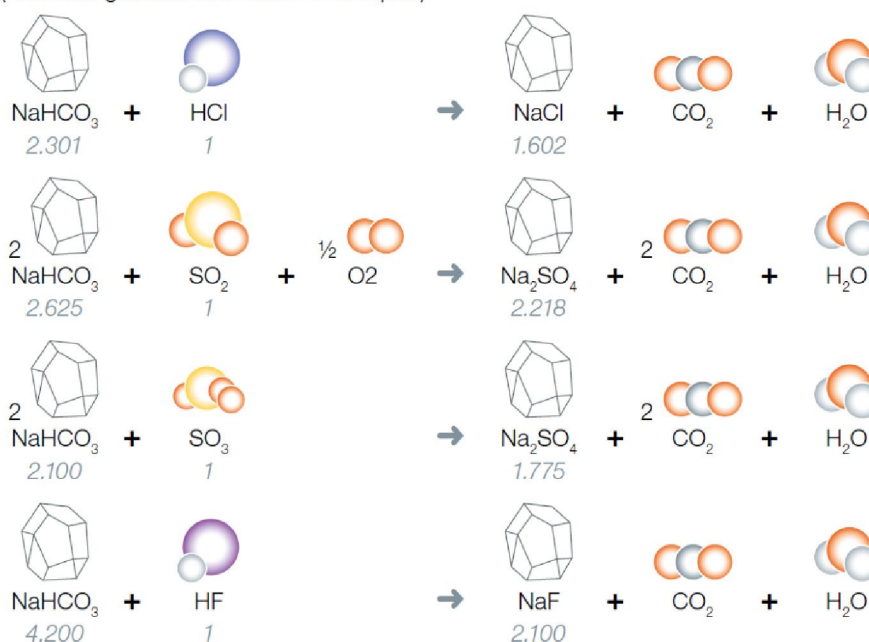 NaHCO₃ + HCl → NaCl + CO₂ + H₂O
2.301 1 1.602
2 NaHCO₃ + SO₂ + ½ O2 → Na₂SO₄ + 2 CO₂ + H₂O
2.625 1 2.218
2 NaHCO₃ + SO₃ → Na₂SO₄ + 2 CO₂ + H₂O
2.100 1 1.775
NaHCO₃ + HF → NaF + CO₂ + H₂O
4.200 1 2.100